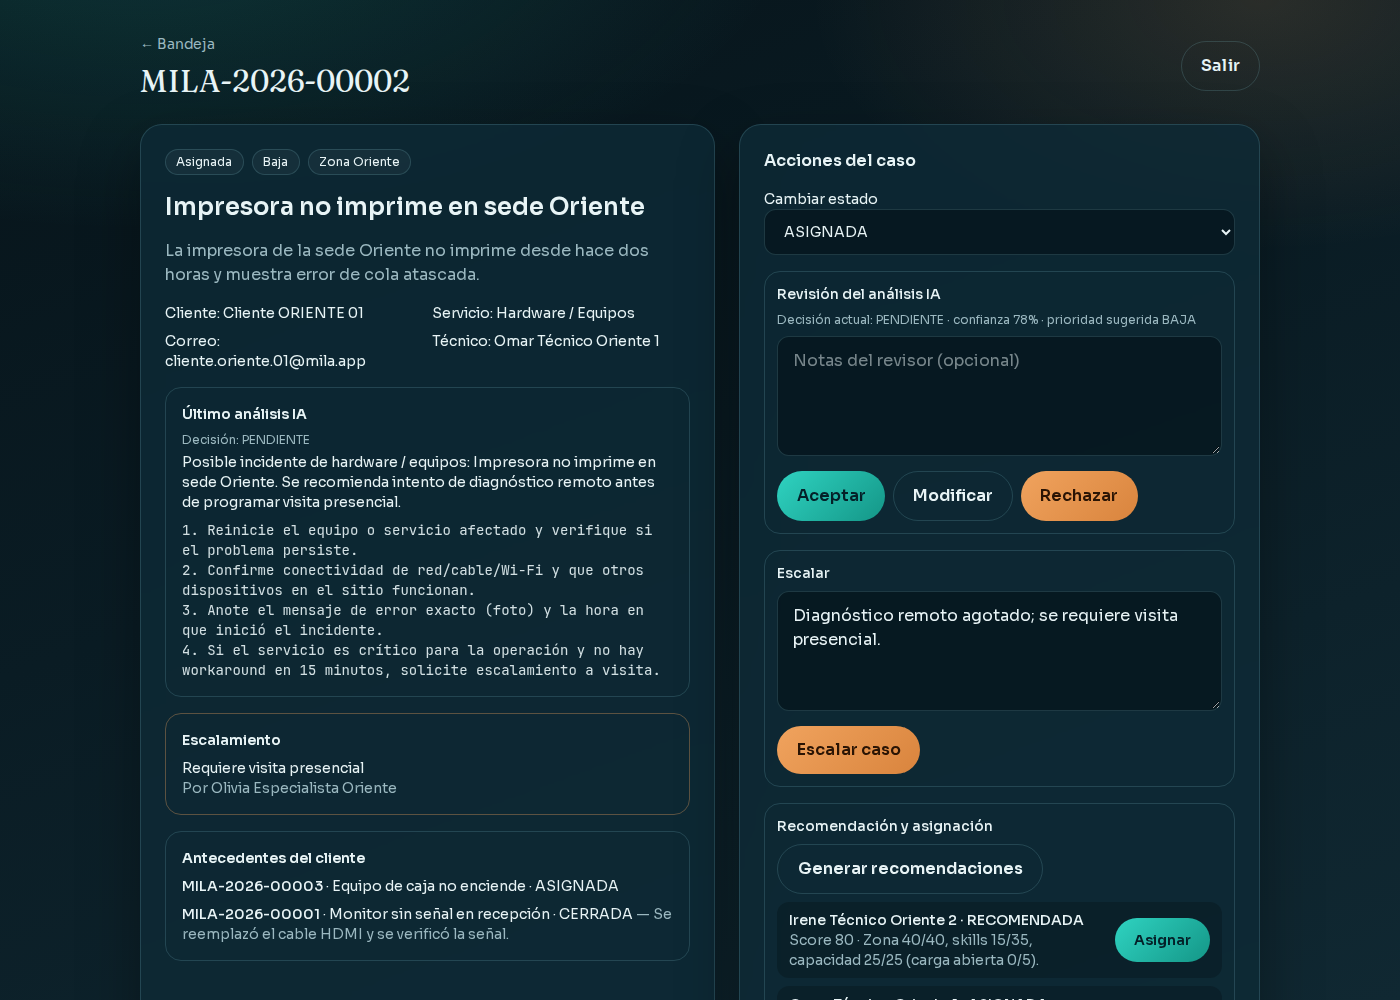 ← Bandeja
MILA-2026-00002
Salir
Asignada
Baja
Zona Oriente
Impresora no imprime en sede Oriente
La impresora de la sede Oriente no imprime desde hace dos
horas y muestra error de cola atascada.
Cliente: Cliente ORIENTE 01
Servicio: Hardware / Equipos
Correo:
cliente.oriente.01@mila.app
Técnico: Omar Técnico Oriente 1
Último análisis IA
Decisión: PENDIENTE
Posible incidente de hardware / equipos: Impresora no imprime en
sede Oriente. Se recomienda intento de diagnóstico remoto antes
de programar visita presencial.
1. Reinicie el equipo o servicio afectado y verifique si
el problema persiste.
2. Confirme conectividad de red/cable/Wi-Fi y que otros
dispositivos en el sitio funcionan.
3. Anote el mensaje de error exacto (foto) y la hora en
que inició el incidente.
4. Si el servicio es crítico para la operación y no hay
workaround en 15 minutos, solicite escalamiento a visita.
Escalamiento
Requiere visita presencial
Por Olivia Especialista Oriente
Antecedentes del cliente
MILA-2026-00003 · Equipo de caja no enciende · ASIGNADA
MILA-2026-00001 · Monitor sin señal en recepción · CERRADA — Se
reemplazó el cable HDMI y se verificó la señal.
Acciones del caso
Cambiar estado
ASIGNADA
Revisión del análisis IA
Decisión actual: PENDIENTE · confianza 78% · prioridad sugerida BAJA
Notas del revisor (opcional)
Aceptar
Modificar
Rechazar
Escalar
Diagnóstico remoto agotado; se requiere visita
presencial.
Escalar caso
Recomendación y asignación
Generar recomendaciones
Irene Técnico Oriente 2 · RECOMENDADA
Score 80 · Zona 40/40, skills 15/35,
capacidad 25/25 (carga abierta 0/5).
Asignar